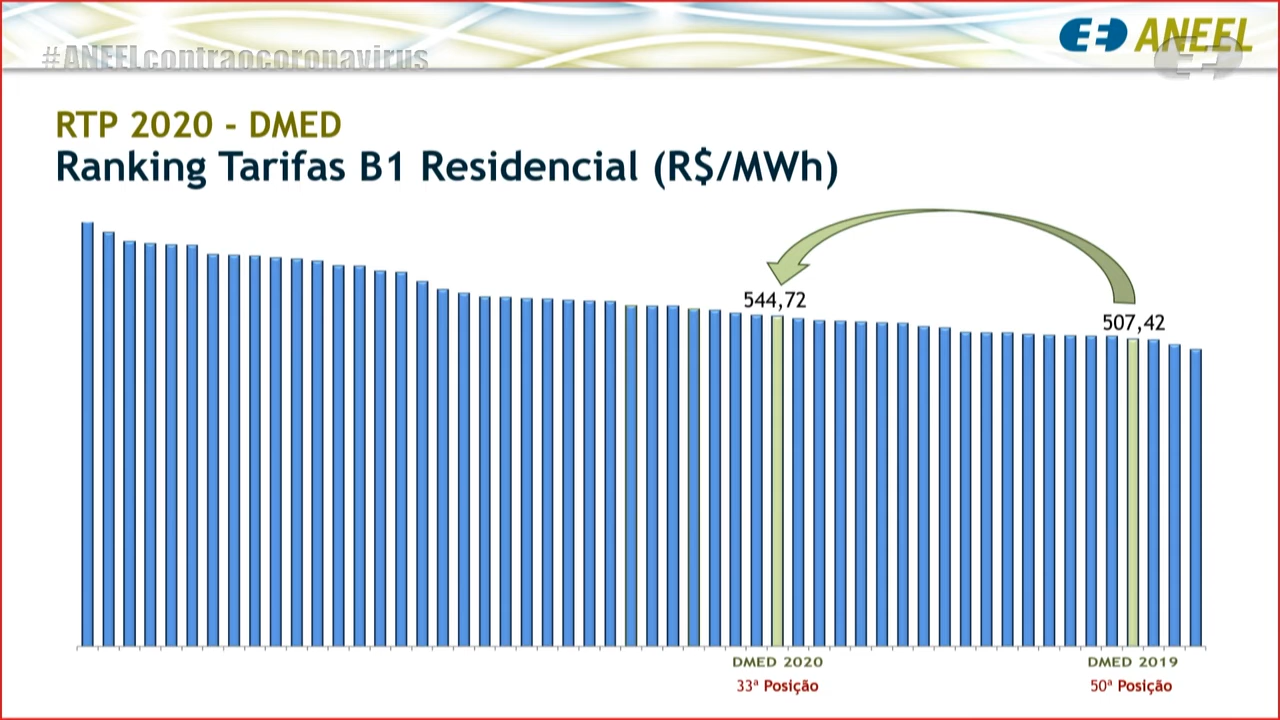 #ANEELcontraocoronavirus
ANEEL
RTP 2020 - DMED
Ranking Tarifas B1 Residencial (R$/MWh)
544,72
507,42
DMED 2020
DMED 2019
33ª Posição
50ª Posição